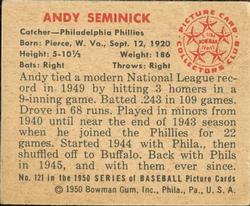 ANDY SEMINICK
Catcher—Philadelphia Phillies
Born: Pierce, W. Va., Sept. 12, 1920
Height: 5-10½ Weight: 186
Bats: Right Throws: Right
PICTURE CARD
BOWMAN
COLLECTORS CLUB
Andy tied a modern National League rec-
ord in 1949 by hitting 3 homers in a
9-inning game. Batted .243 in 109 games.
Drove in 68 runs. Played in minors from
1940 until near the end of 1943 season
when he joined the Phillies for 22
games. Started 1944 with Phila., then
shuffled off to Buffalo. Back with Phils
in 1945, and with them ever since.
No. 121 in the 1950 SERIES of BASEBALL Picture Cards
©1950 Bowman Gum, Inc., Phila., Pa., U. S. A.